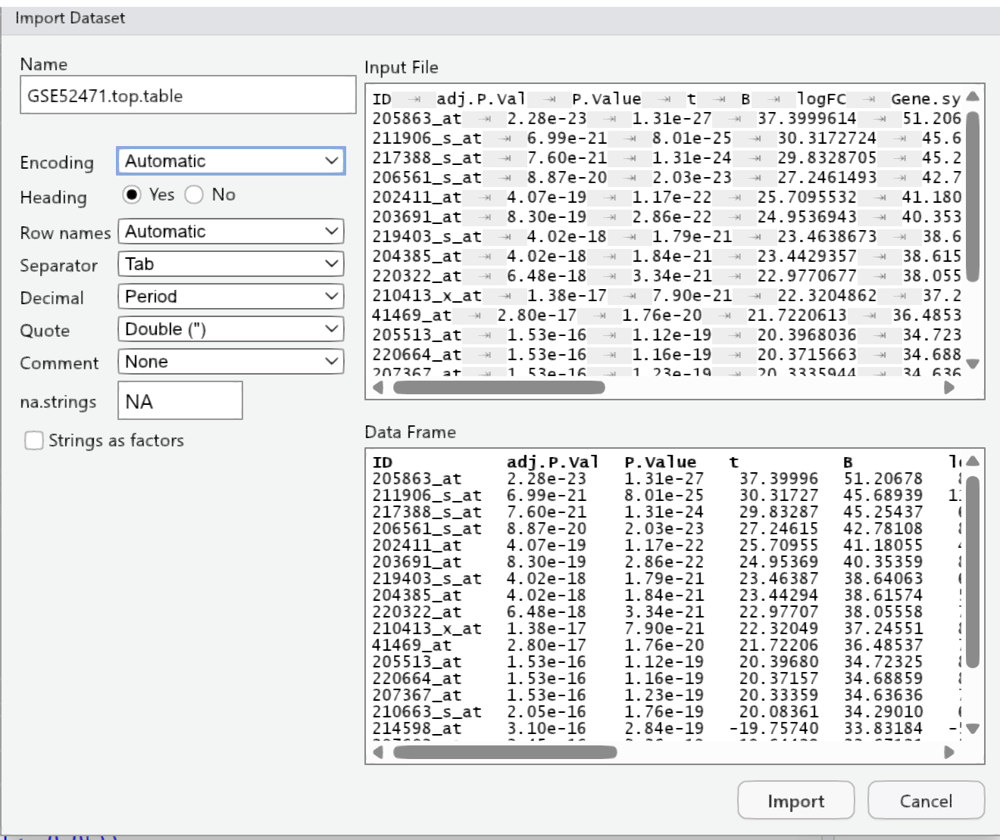 Import Dataset
Name
GSE52471.top.table
Encoding Automatic
Heading Yes No
Row names Automatic
Separator Tab
Decimal Period
Quote Double (")
Comment None
na.strings NA
Strings as factors
Input File
ID adj.P.Val P.Value t B logFC Gene.sy
205863_at 2.28e-23 1.31e-27 37.3999614 51.206
211906_s_at 6.99e-21 8.01e-25 30.3172724 45.6
217388_s_at 7.60e-21 1.31e-24 29.8328705 45.2
206561_s_at 8.87e-20 2.03e-23 27.2461493 42.7
202411_at 4.07e-19 1.17e-22 25.7095532 41.180
203691_at 8.30e-19 2.86e-22 24.9536943 40.353
219403_s_at 4.02e-18 1.79e-21 23.4638673 38.6
204385_at 4.02e-18 1.84e-21 23.4429357 38.615
220322_at 6.48e-18 3.34e-21 22.9770677 38.055
210413_x_at 1.38e-17 7.90e-21 22.3204862 37.2
41469_at 2.80e-17 1.76e-20 21.7220613 36.4853
205513_at 1.53e-16 1.12e-19 20.3968036 34.723
220664_at 1.53e-16 1.16e-19 20.3715663 34.688
207367_at 1.53e-16 1.23e-19 20.3335944 34.636
Data Frame
ID adj.P.Val P.Value t B
205863_at 2.28e-23 1.31e-27 37.39996 51.20678
211906_s_at 6.99e-21 8.01e-25 30.31727 45.68939
217388_s_at 7.60e-21 1.31e-24 29.83287 45.25437
206561_s_at 8.87e-20 2.03e-23 27.24615 42.78108
202411_at 4.07e-19 1.17e-22 25.70955 41.18055
203691_at 8.30e-19 2.86e-22 24.95369 40.35359
219403_s_at 4.02e-18 1.79e-21 23.46387 38.64063
204385_at 4.02e-18 1.84e-21 23.44294 38.61574
220322_at 6.48e-18 3.34e-21 22.97707 38.05558
210413_x_at 1.38e-17 7.90e-21 22.32049 37.24551
41469_at 2.80e-17 1.76e-20 21.72206 36.48537
205513_at 1.53e-16 1.12e-19 20.39680 34.72325
220664_at 1.53e-16 1.16e-19 20.37157 34.68859
207367_at 1.53e-16 1.23e-19 20.33359 34.63636
210663_s_at 2.05e-16 1.76e-19 20.08361 34.29010
214598_at 3.10e-16 2.84e-19 -19.75740 33.83184
Import Cancel